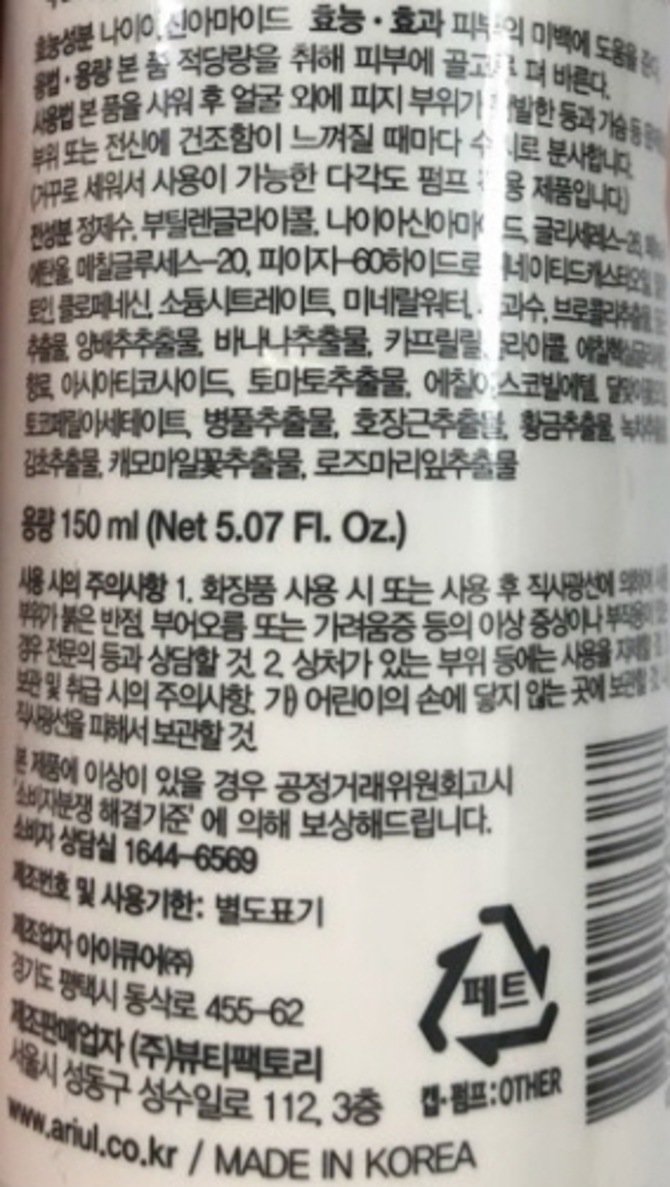 효능성분 나이아신아마이드 효능·효과 피부의 미백에 도움을 준다.
용법·용량 본 품 적당량을 취해 피부에 골고루 펴 바른다.
사용법 본 품을 샤워 후 얼굴 외에 피지 부위가 발한 등과 가슴 등
부위 또는 전신에 건조함이 느껴질 때마다 수시로 분사합니다.
(거꾸로 세워서 사용이 가능한 다각도 펌프 적용 제품입니다.)
전성분 정제수, 부틸렌글라이콜, 나이아신아마이드, 글리세레스-26,
에탄올, 메칠글루세스-20, 피이지-60하이드로제네이티드캐스터오일,
토인, 클로페네신, 소듐시트레이트, 미네랄워터, 과수, 브로콜리추출물,
추출물, 양배추추출물, 바나나추출물, 카프릴릴글라이콜,
향료, 아시아티코사이드, 토마토추출물, 에칠아스코빌에텔,
토코페릴아세테이트, 병풀추출물, 호장근추출물, 황금추출물,
감초추출물, 캐모마일꽃추출물, 로즈마리잎추출물
용량 150 ml (Net 5.07 Fl. Oz.)
사용 시의 주의사항 1. 화장품 사용 시 또는 사용 후 직사광선에 의하여
부위가 붉은 반점, 부어오름 또는 가려움증 등의 이상 증상이나 부작용이
경우 전문의 등과 상담할 것 2. 상처가 있는 부위 등에는 사용을 자제할
보관 및 취급 시의 주의사항. 가) 어린이의 손에 닿지 않는 곳에 보관할
직사광선을 피해서 보관할 것
본 제품에 이상이 있을 경우 공정거래위원회고시
'소비자분쟁 해결기준' 에 의해 보상해드립니다.
소비자 상담실 1644-6569
제조번호 및 사용기한: 별도표기
제조업자 아이큐어㈜
경기도 평택시 동삭로 455-62
제조판매업자 (주)뷰티팩토리
서울시 성동구 성수일로 112, 3층
페트
캡·펌프:OTHER
www.ariul.co.kr / MADE IN KOREA